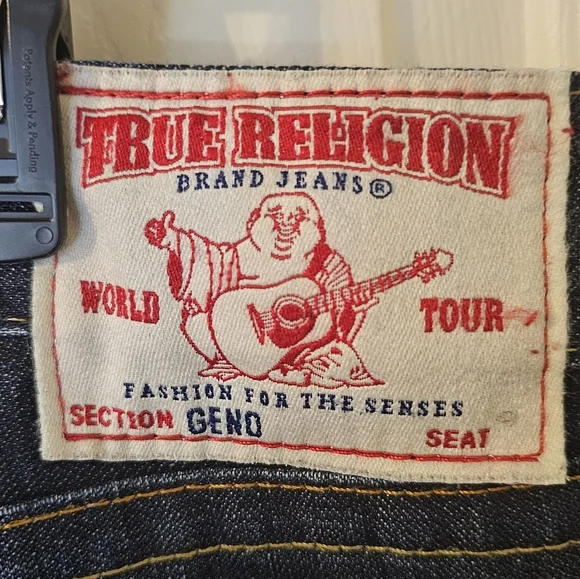 Patents Apply & Pending
TRUE RELIGION
BRAND JEANS®
WORLD TOUR
FASHION FOR THE SENSES
SECTION GENO SEAT